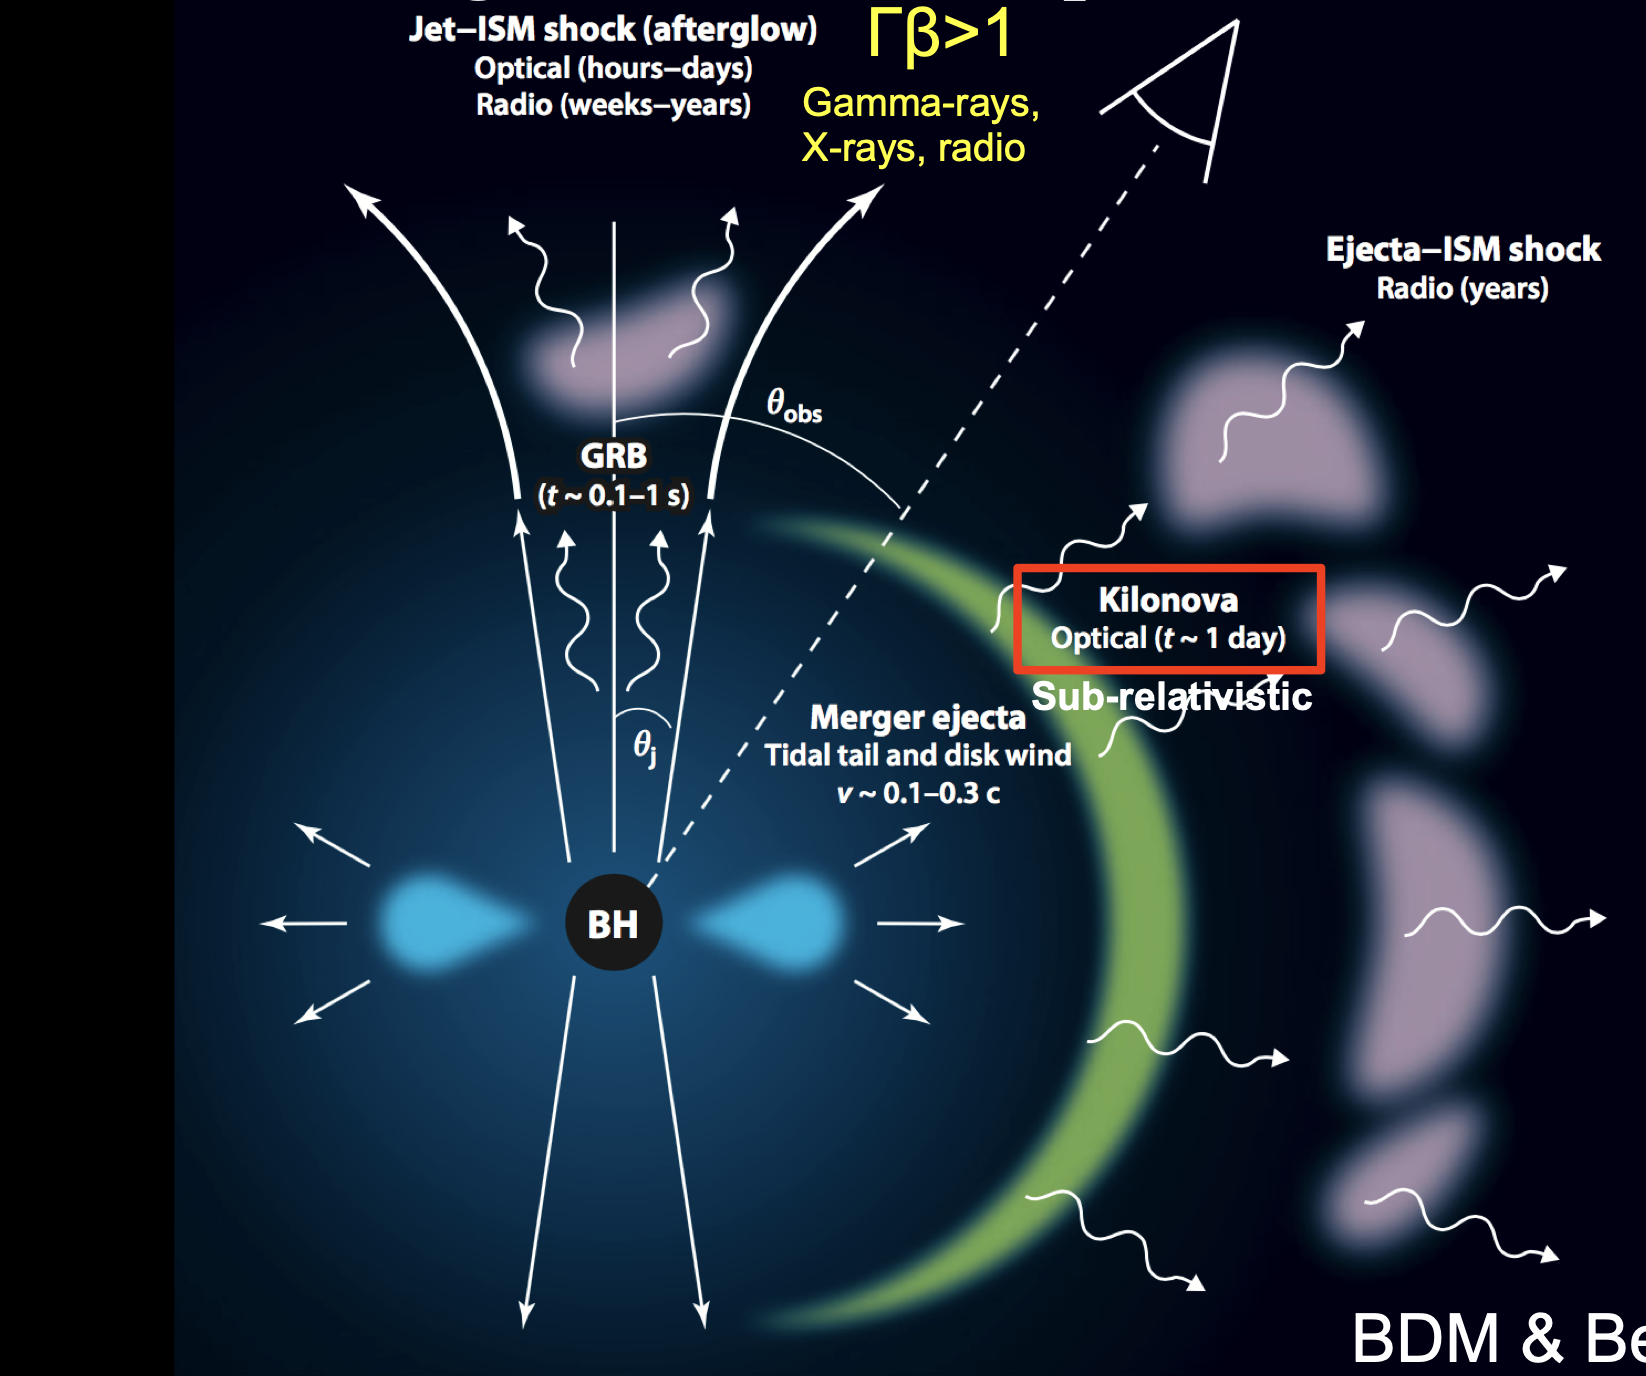 Jet–ISM shock (afterglow)
Optical (hours–days)
Radio (weeks–years)
Γβ>1
Gamma-rays,
X-rays, radio
Ejecta–ISM shock
Radio (years)
θobs
GRB
(t ~ 0.1–1 s)
Kilonova
Optical (t ~ 1 day)
Sub-relativistic
Merger ejecta
Tidal tail and disk wind
v ~ 0.1–0.3 c
θj
BH
BDM & Be